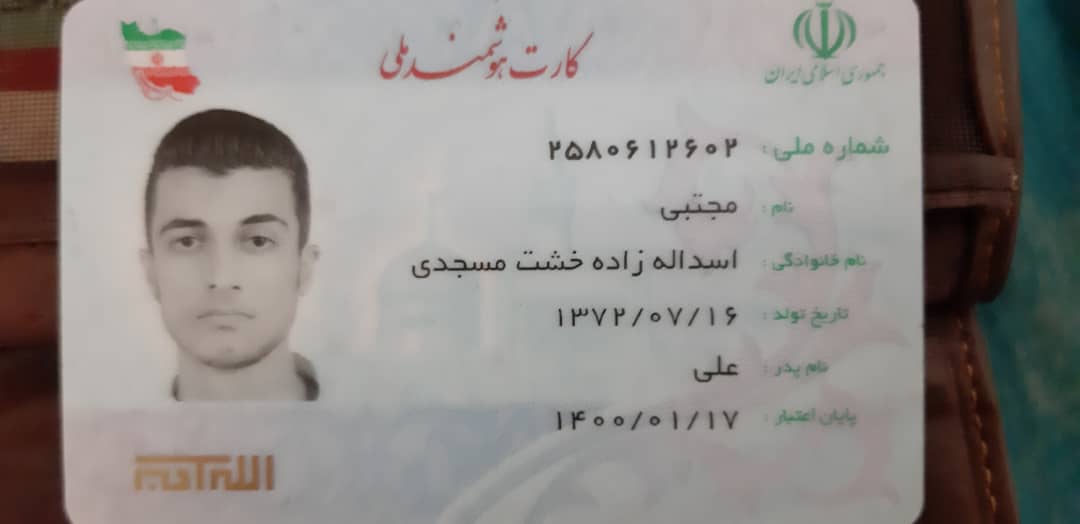 کارت هوشمند ملی
جمهوری اسلامی ایران
شماره ملی: ۲۵۸۰۶۱۲۶۰۲
نام: مجتبی
نام خانوادگی: اسداله زاده خشت مسجدی
تاریخ تولد: ۱۳۷۲/۰۷/۱۶
نام پدر: علی
پایان اعتبار: ۱۴۰۰/۰۱/۱۷
الله اکبر